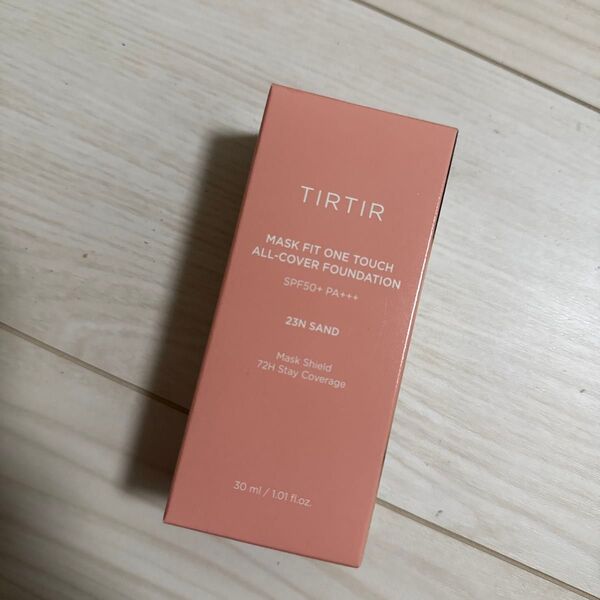 TIRTIR
MASK FIT ONE TOUCH
ALL-COVER FOUNDATION
SPF50+ PA+++
23N SAND
Mask Shield
72H Stay Coverage
30 ml / 1.01 fl.oz.